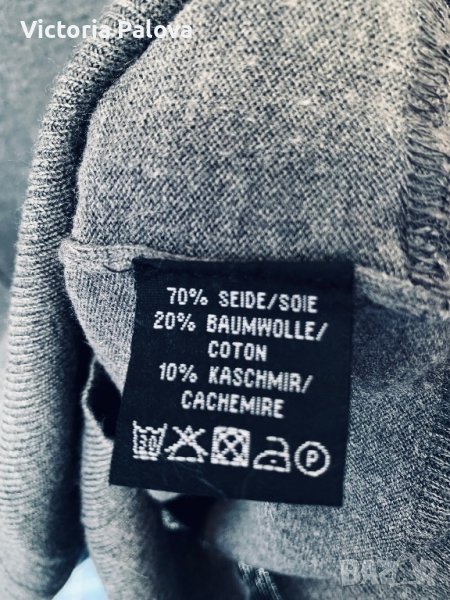 Victoria Palova
70% SEIDE/SOIE
20% BAUMWOLLE/
COTON
10% KASCHMIR/
CACHEMIRE
30 P
BAZAR